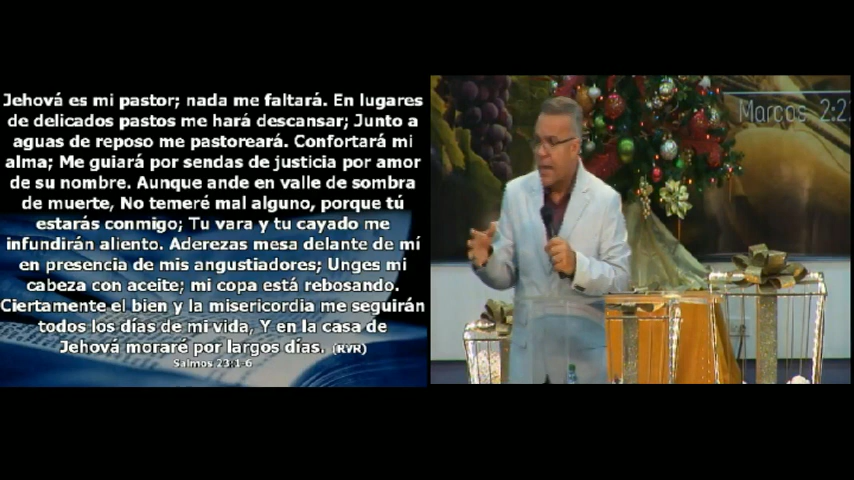 Jehová es mi pastor; nada me faltará. En lugares
de delicados pastos me hará descansar; Junto a
aguas de reposo me pastoreará. Confortará mi
alma; Me guiará por sendas de justicia por amor
de su nombre. Aunque ande en valle de sombra
de muerte, No temeré mal alguno, porque tú
estarás conmigo; Tu vara y tu cayado me
infundirán aliento. Aderezas mesa delante de mí
en presencia de mis angustiadores; Unges mi
cabeza con aceite; mi copa está rebosando.
Ciertamente el bien y la misericordia me seguirán
todos los días de mi vida, Y en la casa de
Jehová moraré por largos días. (RVR)
Salmos 23:1-6
Marcos 2:2